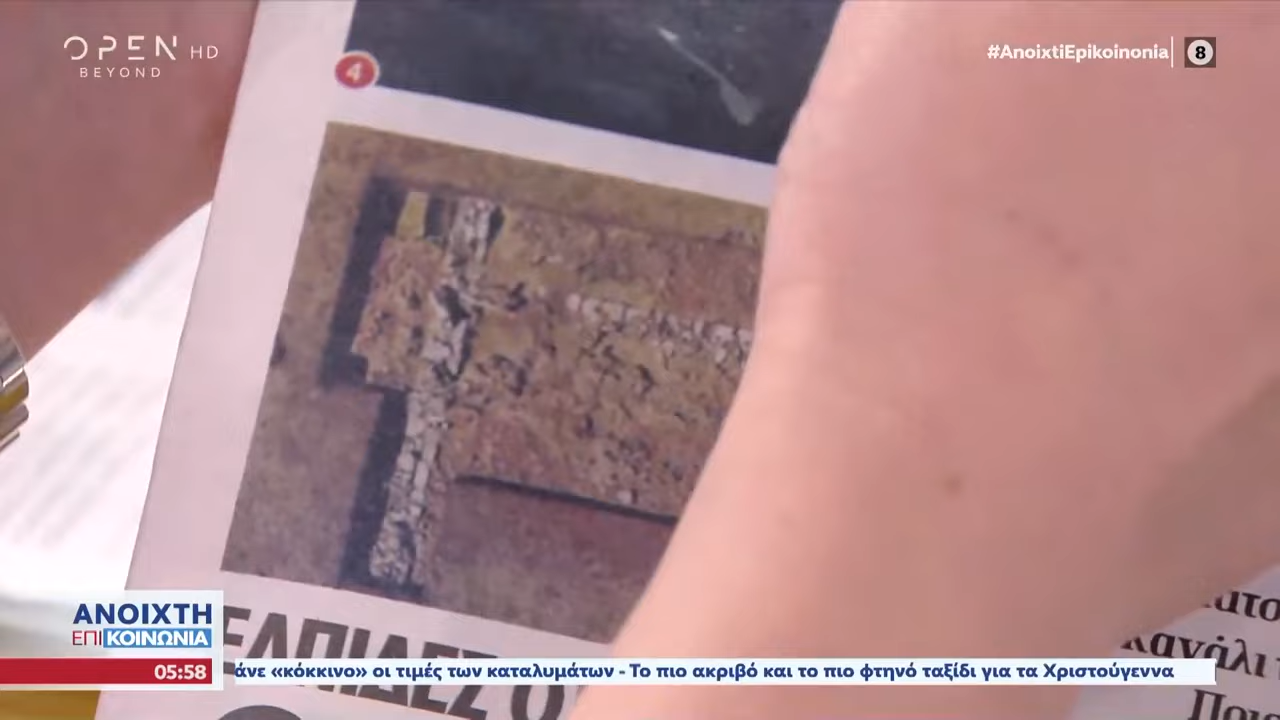 OPEN HD
BEYOND
#AnoixtiEpikoinonia
8
4
ΑΝΟΙΧΤΗ
ΕΠΙΚΟΙΝΩΝΙΑ
05:58
άνε «κόκκινο» οι τιμές των καταλυμάτων - Το πιο ακριβό και το πιο φτηνό ταξίδι για τα Χριστούγεννα
ΕΛΠΙΔΕΣ
κανάλι